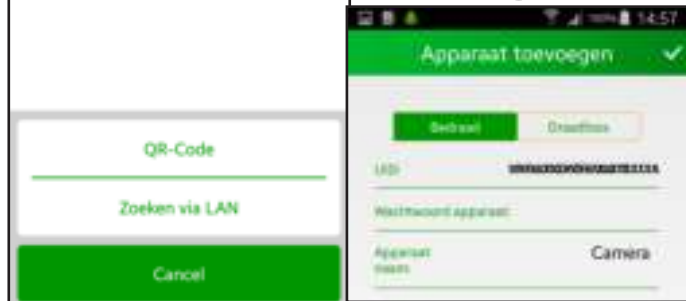 QR-Code
Zoeken via LAN
Cancel
14:57
Apparaat toevoegen
Bedraad
Draadloos
UID
Wachtwoord apparaat
Apparaat
naam
Camera